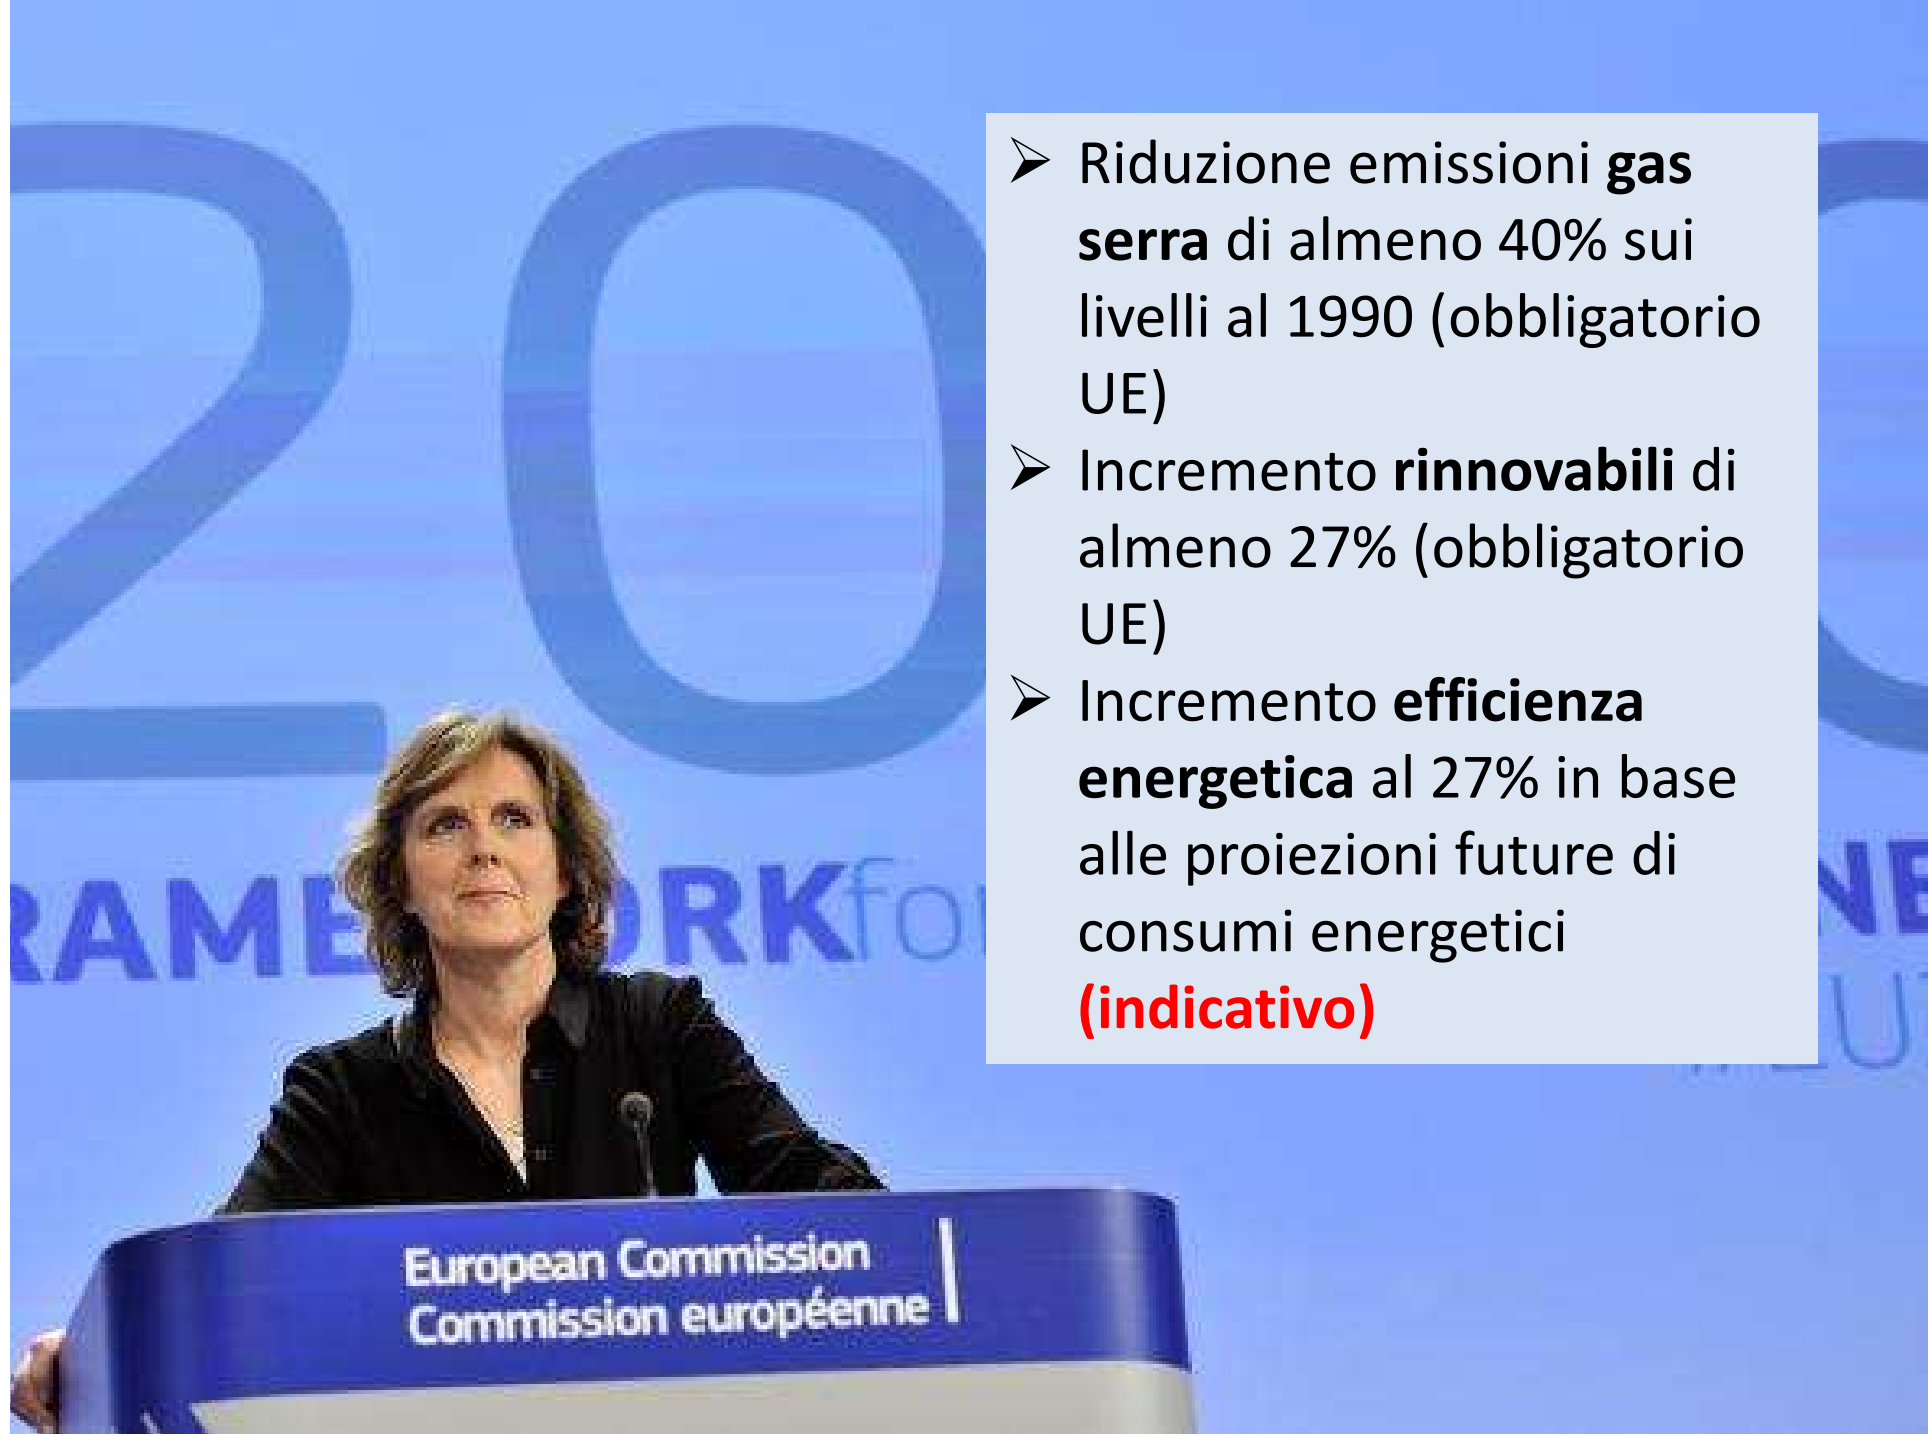 20
➢ Riduzione emissioni gas
serra di almeno 40% sui
livelli al 1990 (obbligatorio
UE)
➢ Incremento rinnovabili di
almeno 27% (obbligatorio
UE)
➢ Incremento efficienza
energetica al 27% in base
alle proiezioni future di
consumi energetici
(indicativo)
European Commission
Commission européenne